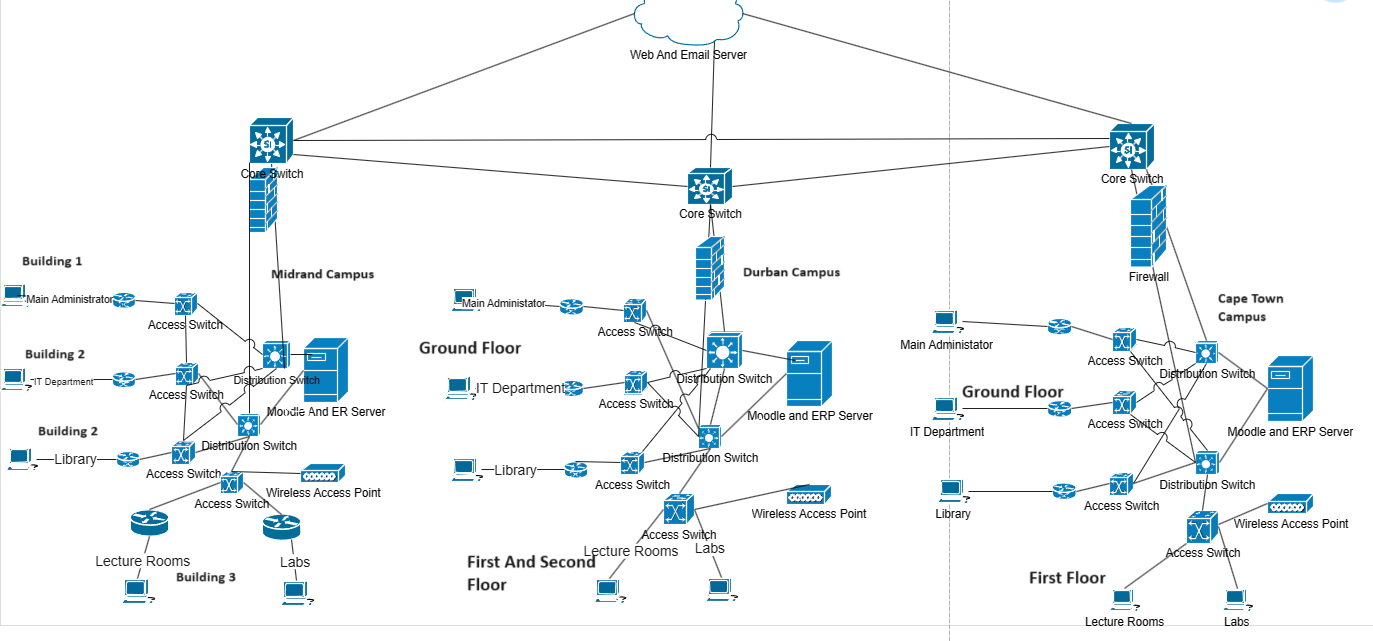 Web And Email Server
SI
Core Switch
SI
Core Switch
SI
Core Switch
Building 1
Midrand Campus
Durban Campus
Firewall
Cape Town
Campus
Main Administrator
Access Switch
Main Administator
Access Switch
Main Administrator
Access Switch
Building 2
IT Department
Access Switch
Distribution Switch
Moodle And ER Server
Ground Floor
IT Department
Access Switch
Distribution Switch
Moodle and ERP Server
Ground Floor
IT Department
Access Switch
Distribution Switch
Moodle and ERP Server
Building 2
Library
Access Switch
Distribution Switch
Library
Access Switch
Distribution Switch
Library
Access Switch
Distribution Switch
Access Switch
Wireless Access Point
Access Switch
Wireless Access Point
Access Switch
Wireless Access Point
Lecture Rooms
Labs
Building 3
Lecture Rooms
Labs
First And Second
Floor
First Floor
Lecture Rooms
Labs